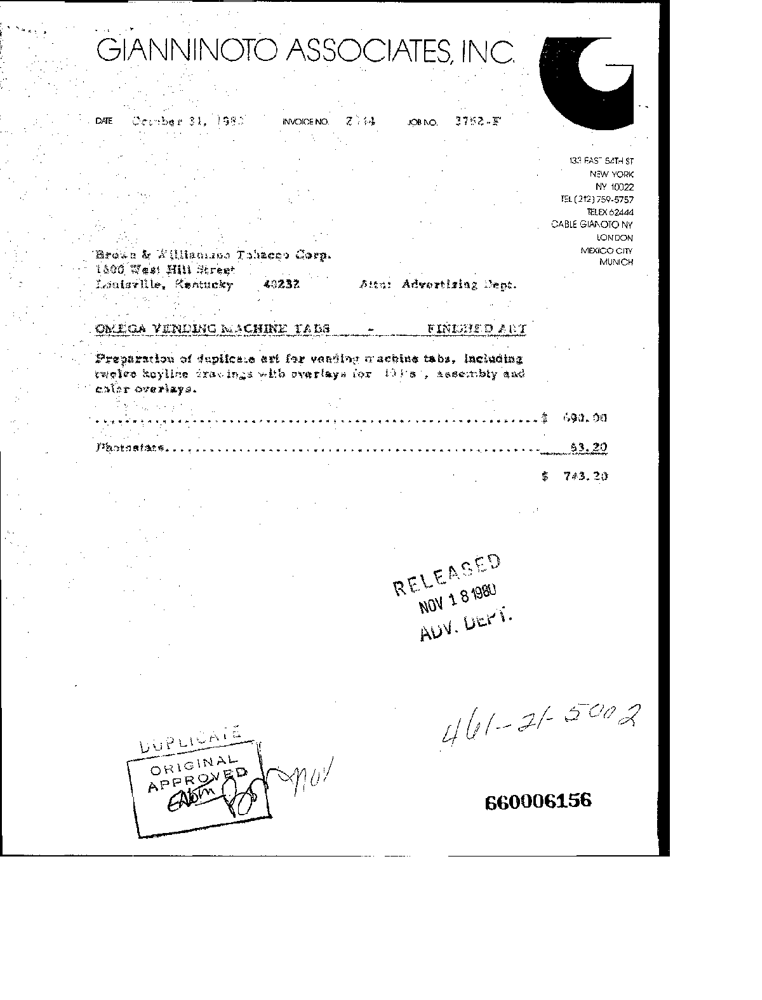 GIANNINOTO ASSOCIATES, INC.
DATE October 31, 1980 INVOICE NO. JOB NO. 3762-F
133 EAST 54TH ST
NEW YORK
NY 10022
TEL (212) 759-5757
TELEX 62444
CABLE GIANOTO NY
LONDON
MEXICO CITY
MUNICH
Brown & Williamson Tobacco Corp.
1600 West Hill Street
Louisville, Kentucky 40232 Attn: Advertising Dept.
OMEGA VENDING MACHINE TABS - FINISHED ART
Preparation of duplicate art for vending machine tabs, including
twelve keyline drawings with overlays for , assembly and
color overlays.
$ 690.00
Photostats. 53.20
$ 743.20
RELEASED
NOV 18 1980
ADV. DEPT.
461-21-5002
DUPLICATE
ORIGINAL
APPROVED
660006156